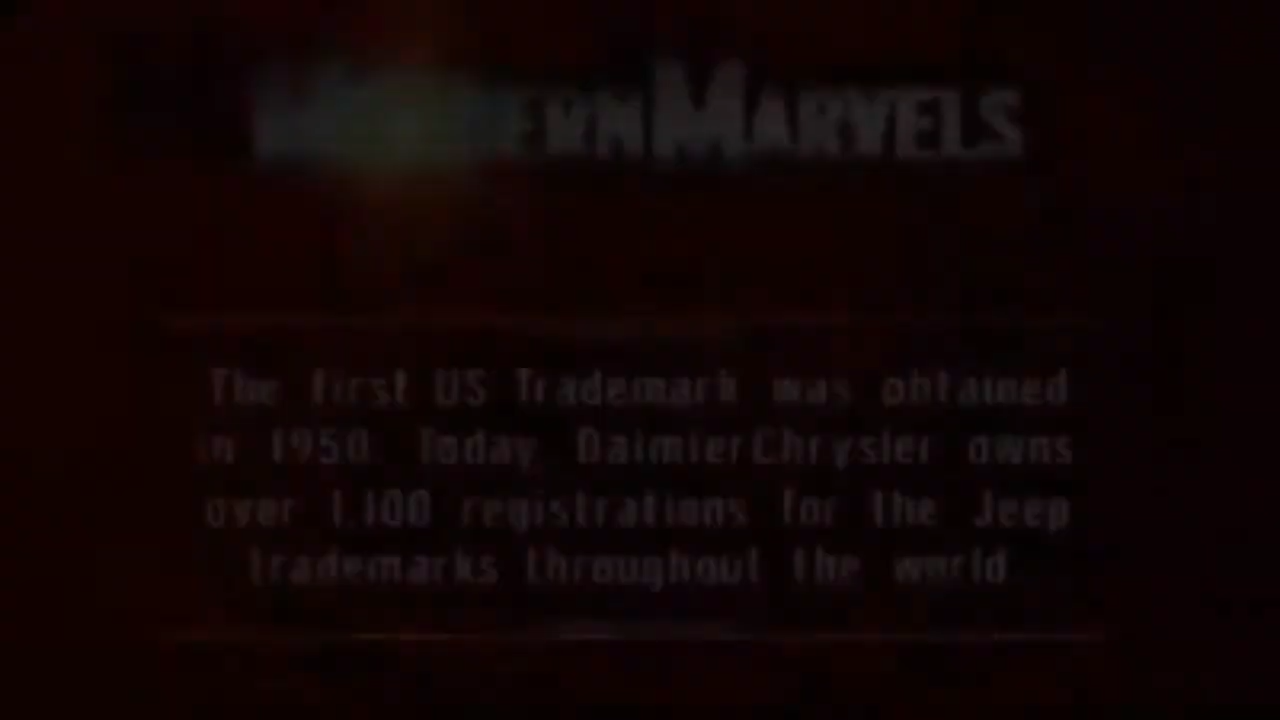 ModernMarvels
The first US Trademark was obtained
in 1950. Today, DaimlerChrysler owns
over 1,100 registrations for the Jeep
trademarks throughout the world.